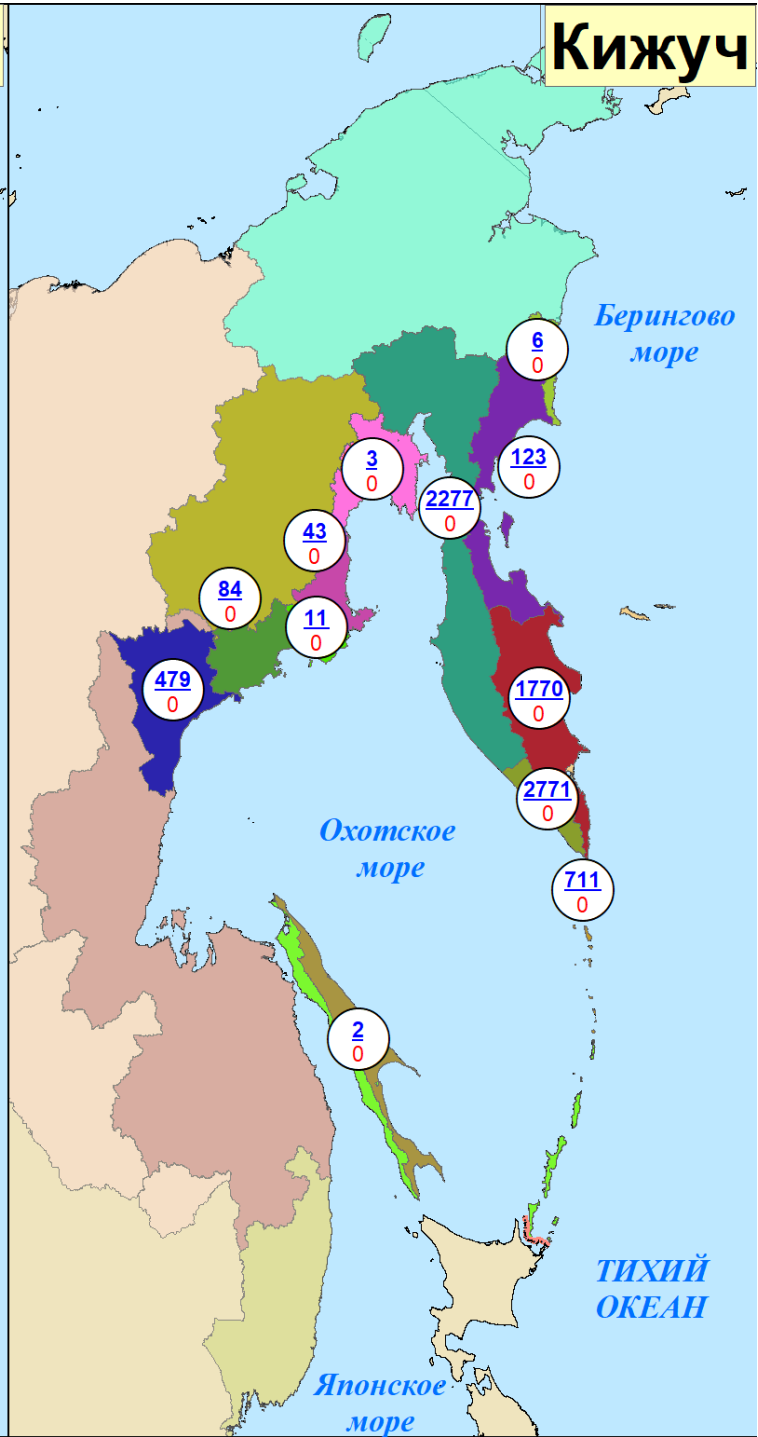 Кижуч
Берингово
море
6
0
3
0
123
0
2277
0
43
0
84
0
11
0
479
0
1770
0
2771
0
Охотское
море
711
0
2
0
ТИХИЙ
ОКЕАН
Японское
море